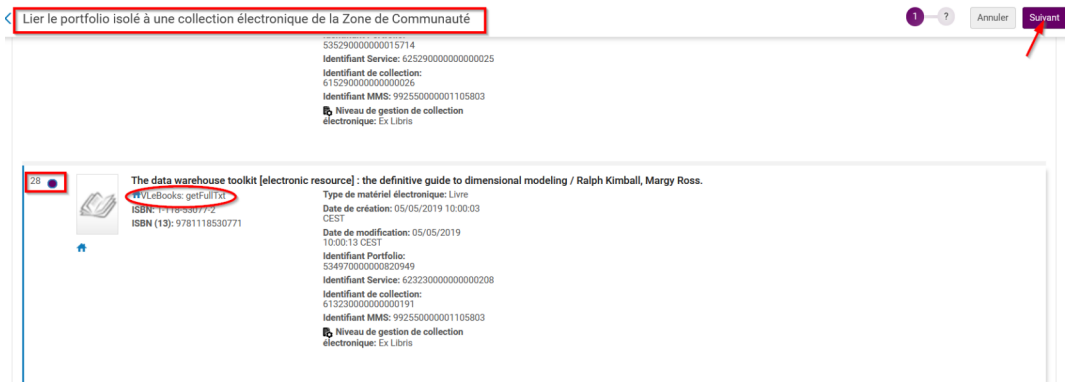 Lier le portfolio isolé à une collection électronique de la Zone de Communauté
1 ? Annuler Suivant
535290000000015714
Identifiant Service: 625290000000000025
Identifiant de collection:
615290000000000026
Identifiant MMS: 992550000001105803
Niveau de gestion de collection
électronique: Ex Libris
28
The data warehouse toolkit [electronic resource] : the definitive guide to dimensional modeling / Ralph Kimball, Margy Ross.
VLeBooks: getFullTxt
ISBN: 1-118-53077-2
ISBN (13): 9781118530771
Type de matériel électronique: Livre
Date de création: 05/05/2019 10:00:03
CEST
Date de modification: 05/05/2019
10:00:13 CEST
Identifiant Portfolio:
534970000000820949
Identifiant Service: 623230000000000208
Identifiant de collection:
613230000000000191
Identifiant MMS: 992550000001105803
Niveau de gestion de collection
électronique: Ex Libris